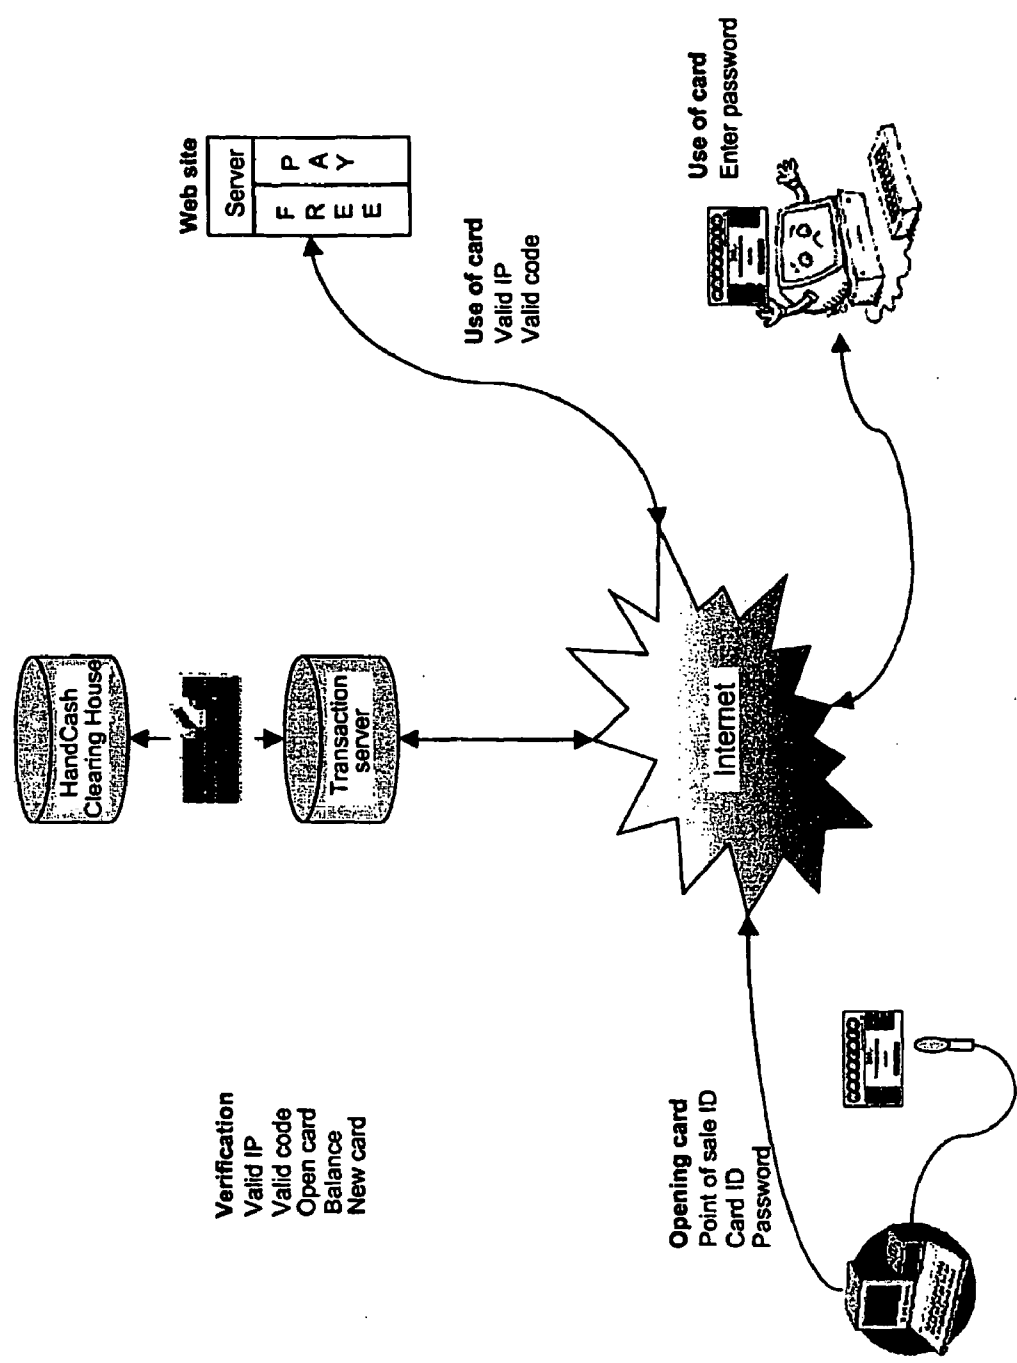 HandCash
Clearing House
Transaction
server
Verification
Valid IP
Valid code
Open card
Balance
New card
Web site
Server
F R E E
P A Y
Use of card
Valid IP
Valid code
Internet
Opening card
Point of sale ID
Card ID
Password
Use of card
Enter password